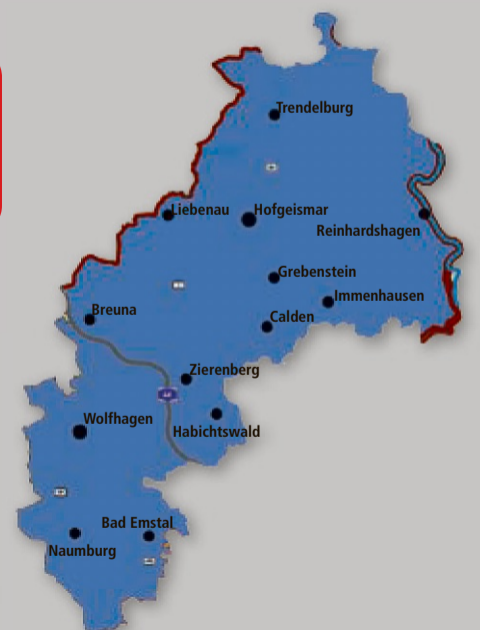 Trendelburg
Liebenau
Hofgeismar
Reinhardshagen
Grebenstein
Immenhausen
Breuna
Calden
Zierenberg
Wolfhagen
Habichtswald
Bad Emstal
Naumburg